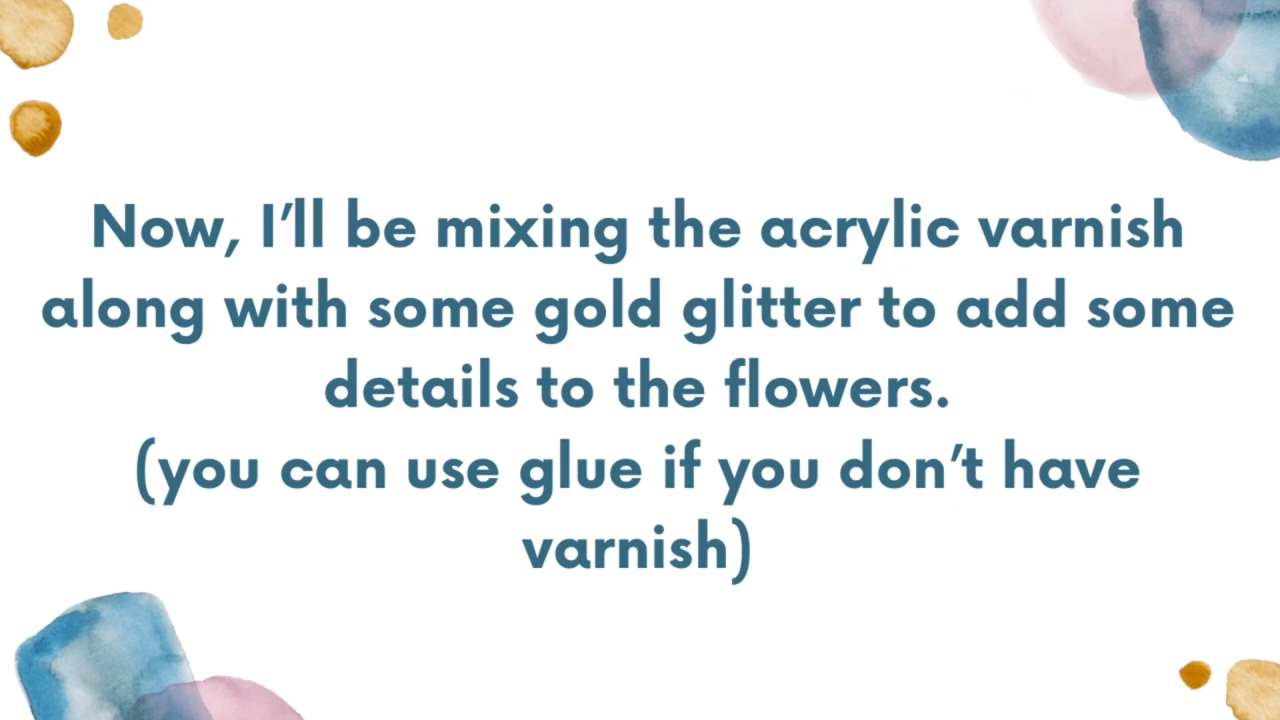 Now, I’ll be mixing the acrylic varnish
along with some gold glitter to add some
details to the flowers.
(you can use glue if you don’t have
varnish)